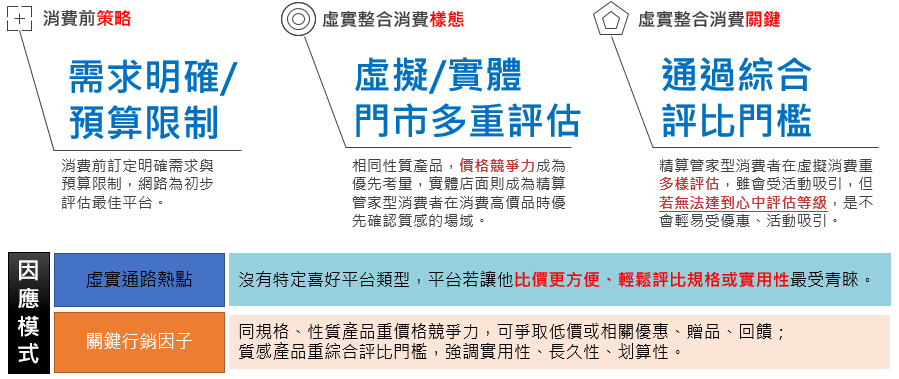 消費前策略
需求明確/
預算限制
消費前訂定明確需求與
預算限制，網路為初步
評估最佳平台。
虛實整合消費樣態
虛擬/實體
門市多重評估
相同性質產品，價格競爭力成為
優先考量，實體店面則成為精算
管家型消費者在消費高價品時優
先確認質感的場域。
虛實整合消費關鍵
通過綜合
評比門檻
精算管家型消費者在虛擬消費重
多樣評估，雖會受活動吸引，但
若無法達到心中評估等級，是不
會輕易受優惠、活動吸引。
因應模式
虛實通路熱點
沒有特定喜好平台類型，平台若讓他比價更方便、輕鬆評比規格或實用性最受青睞。
關鍵行銷因子
同規格、性質產品重價格競爭力，可爭取低價或相關優惠、贈品、回饋；
質感產品重綜合評比門檻，強調實用性、長久性、划算性。